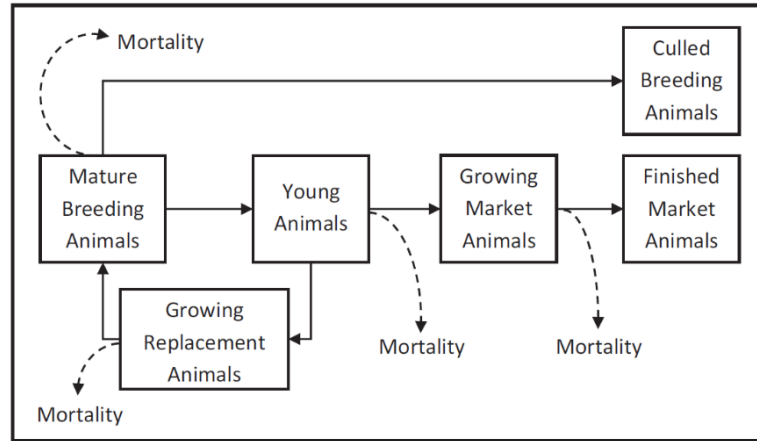 Mortality
Culled
Breeding
Animals
Mature
Breeding
Animals
Young
Animals
Growing
Market
Animals
Finished
Market
Animals
Growing
Replacement
Animals
Mortality
Mortality
Mortality